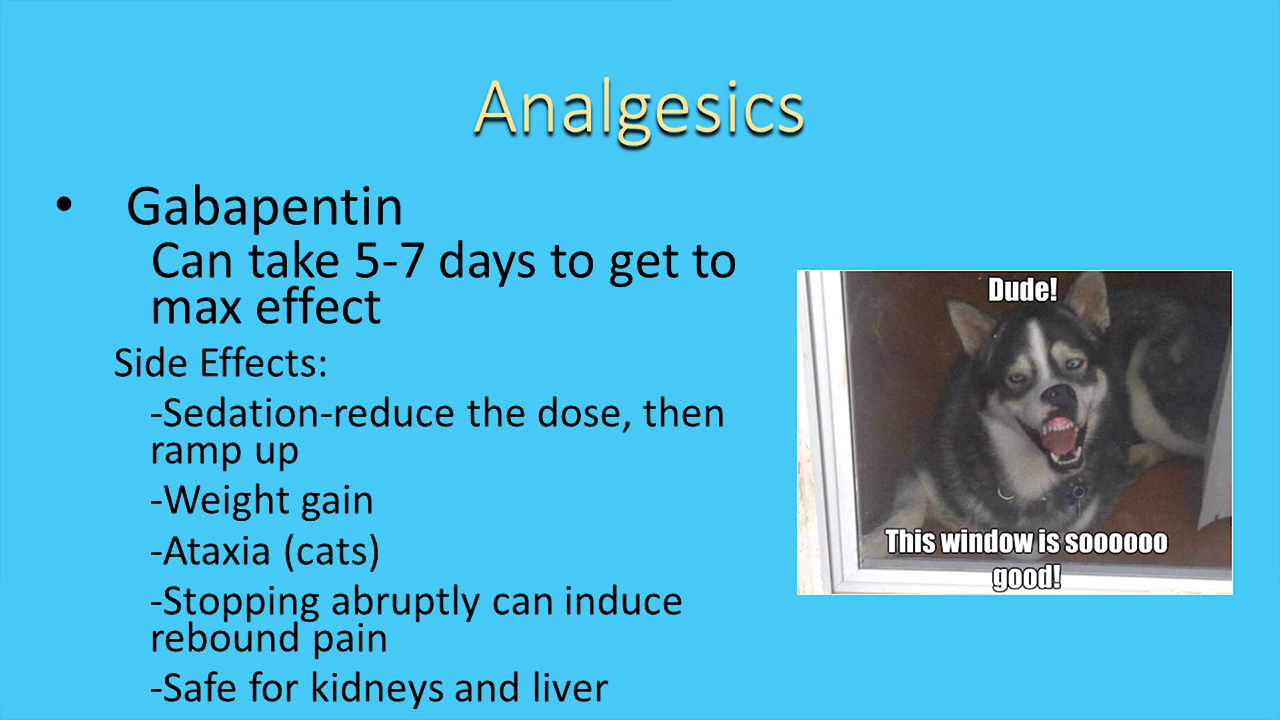 Analgesics
• Gabapentin
Can take 5-7 days to get to
max effect
Side Effects:
-Sedation-reduce the dose, then
ramp up
-Weight gain
-Ataxia (cats)
-Stopping abruptly can induce
rebound pain
-Safe for kidneys and liver
Dude!
This window is soooooo
good!